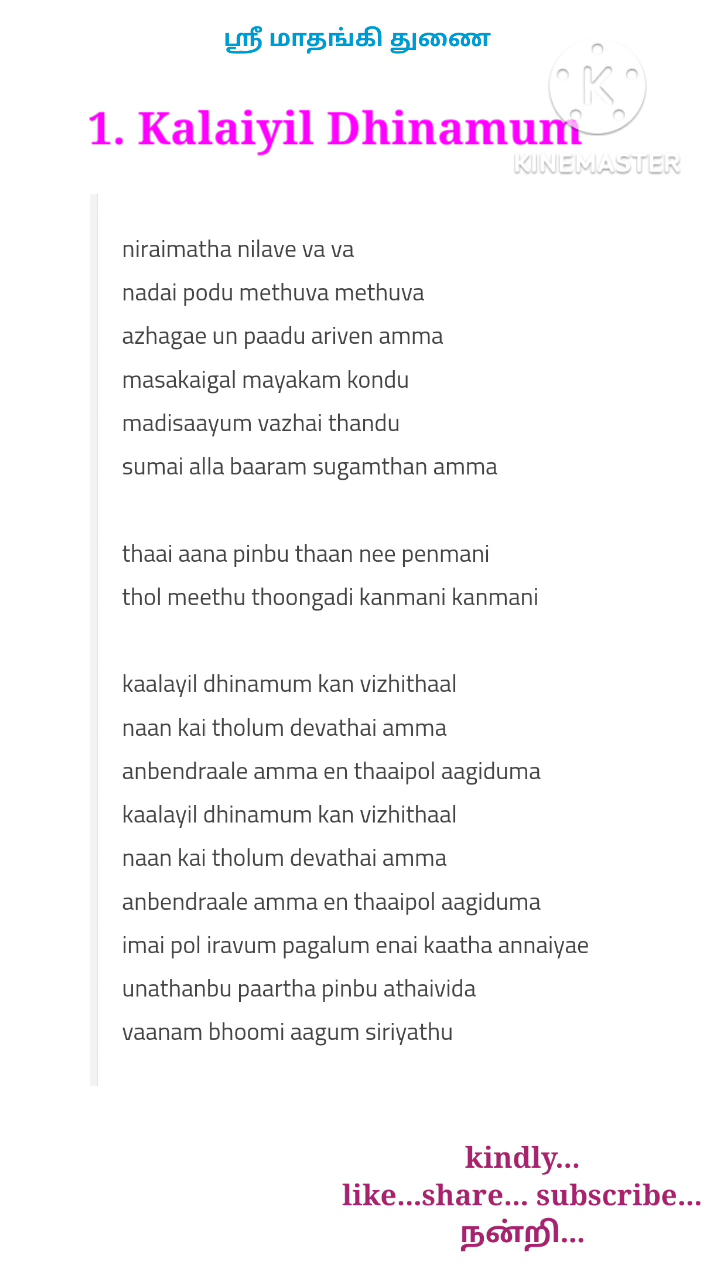 ஸ்ரீ மாதங்கி துணை
1. Kalaiyil Dhinamum
K
KINEMASTER
niraimatha nilave va va
nadai podu methuva methuva
azhagae un paadu ariven amma
masakaigal mayakam kondu
madisaayum vazhai thandu
sumai alla baaram sugamthan amma
thaai aana pinbu thaan nee penmani
thol meethu thoongadi kanmani kanmani
kaalayil dhinamum kan vizhithaal
naan kai tholum devathai amma
anbendraale amma en thaaipol aagiduma
kaalayil dhinamum kan vizhithaal
naan kai tholum devathai amma
anbendraale amma en thaaipol aagiduma
imai pol iravum pagalum enai kaatha annaiyae
unathanbu paartha pinbu athaivida
vaanam bhoomi aagum siriyathu
kindly...
like...share... subscribe...
நன்றி...